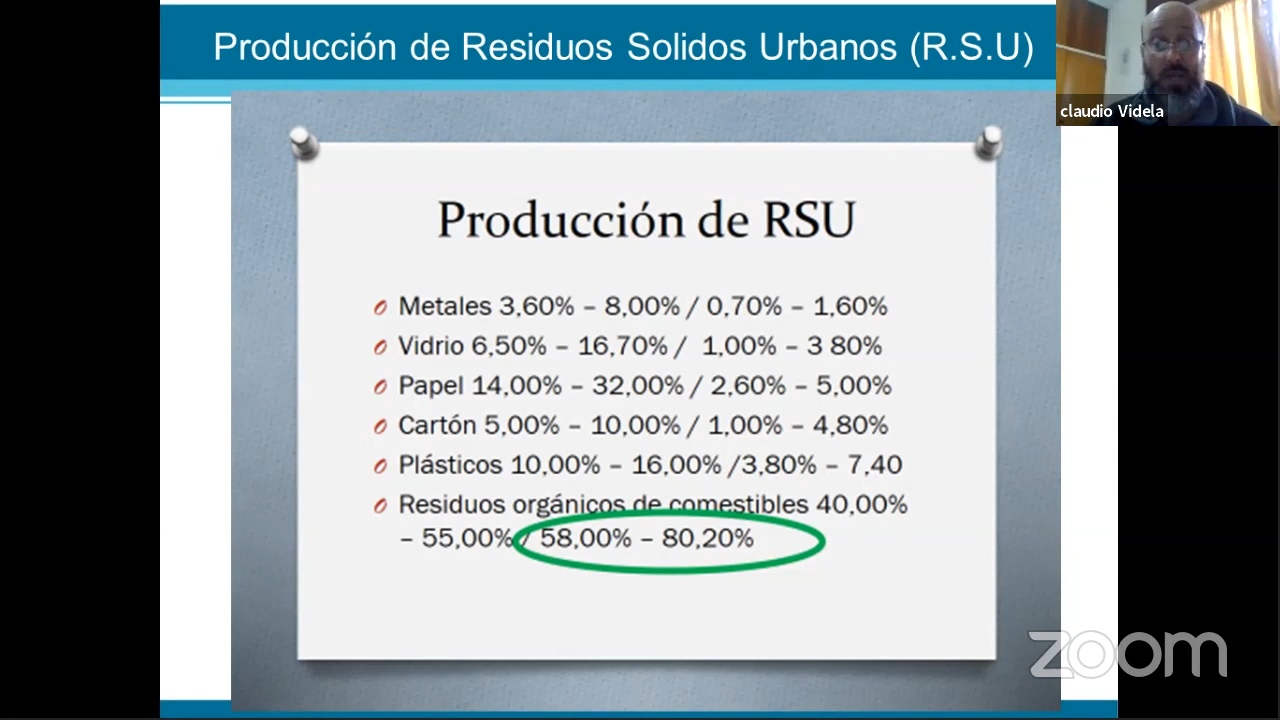 Producción de Residuos Solidos Urbanos (R.S.U)
claudio Videla
Producción de RSU
Metales 3,60% – 8,00% / 0,70% – 1,60%
Vidrio 6,50% – 16,70% / 1,00% – 3 80%
Papel 14,00% – 32,00% / 2,60% – 5,00%
Cartón 5,00% – 10,00% / 1,00% – 4,80%
Plásticos 10,00% – 16,00% /3,80% – 7,40
Residuos orgánicos de comestibles 40,00%
– 55,00% / 58,00% – 80,20%
zoom